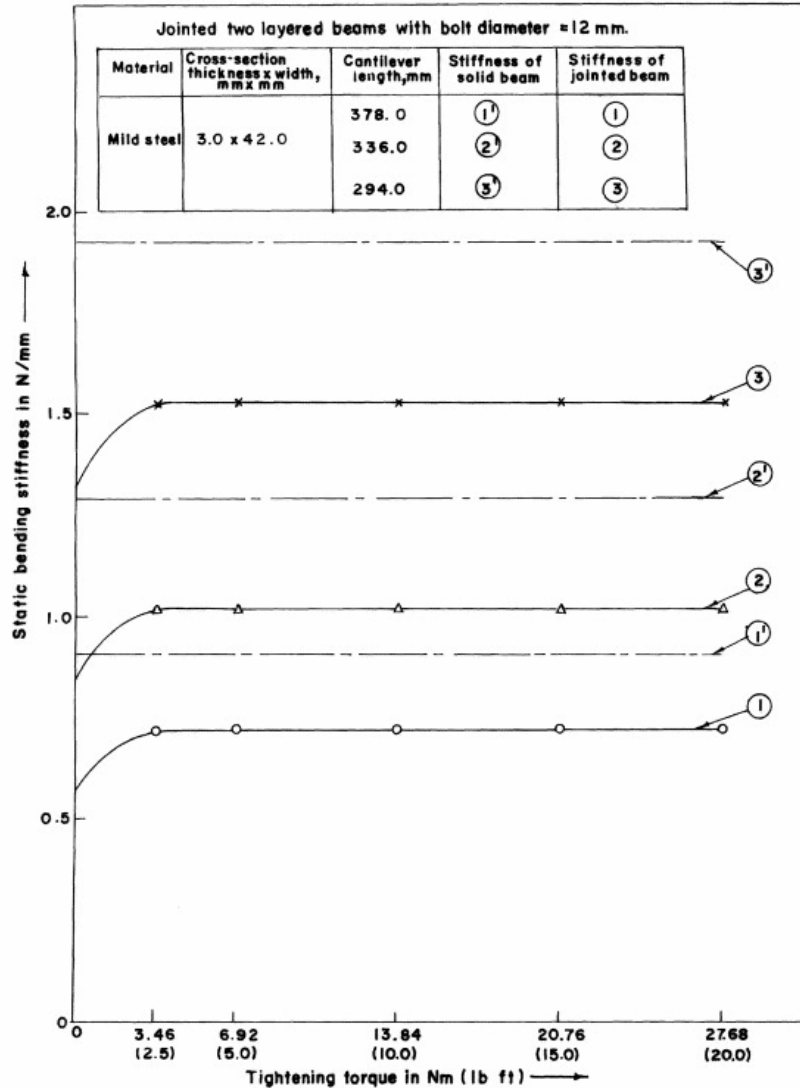 Jointed two layered beams with bolt diameter = 12 mm.
Material Cross-section thickness x width, mm x mm Cantilever length,mm Stiffness of solid beam Stiffness of jointed beam
Mild steel 3.0 x 42.0 378.0 1' 1
336.0 2' 2
294.0 3' 3
2.0
3'
3
1.5
2'
2
1.0
1'
1
0.5
0
Static bending stiffness in N/mm
0 3.46 6.92 13.84 20.76 27.68
(2.5) (5.0) (10.0) (15.0) (20.0)
Tightening torque in Nm (lb ft)